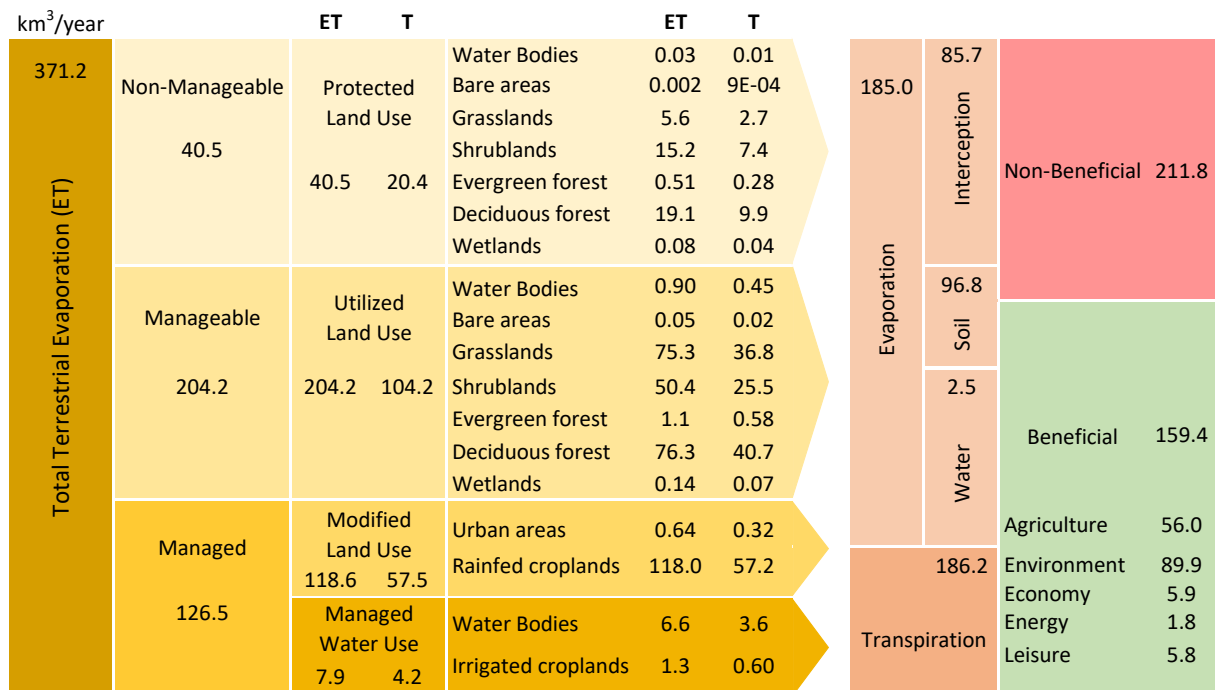 km³/year ET T ET T
Total Terrestrial Evaporation (ET)
371.2
Non-Manageable
40.5
Protected
Land Use
40.5 20.4
Water Bodies 0.03 0.01
Bare areas 0.002 9E-04
Grasslands 5.6 2.7
Shrublands 15.2 7.4
Evergreen forest 0.51 0.28
Deciduous forest 19.1 9.9
Wetlands 0.08 0.04
Manageable
204.2
Utilized
Land Use
204.2 104.2
Water Bodies 0.90 0.45
Bare areas 0.05 0.02
Grasslands 75.3 36.8
Shrublands 50.4 25.5
Evergreen forest 1.1 0.58
Deciduous forest 76.3 40.7
Wetlands 0.14 0.07
Managed
126.5
Modified
Land Use
118.6 57.5
Urban areas 0.64 0.32
Rainfed croplands 118.0 57.2
Managed
Water Use
7.9 4.2
Water Bodies 6.6 3.6
Irrigated croplands 1.3 0.60
185.0
Evaporation
85.7
Interception
96.8
Soil
2.5
Water
186.2
Transpiration
Non-Beneficial 211.8
Beneficial 159.4
Agriculture 56.0
Environment 89.9
Economy 5.9
Energy 1.8
Leisure 5.8